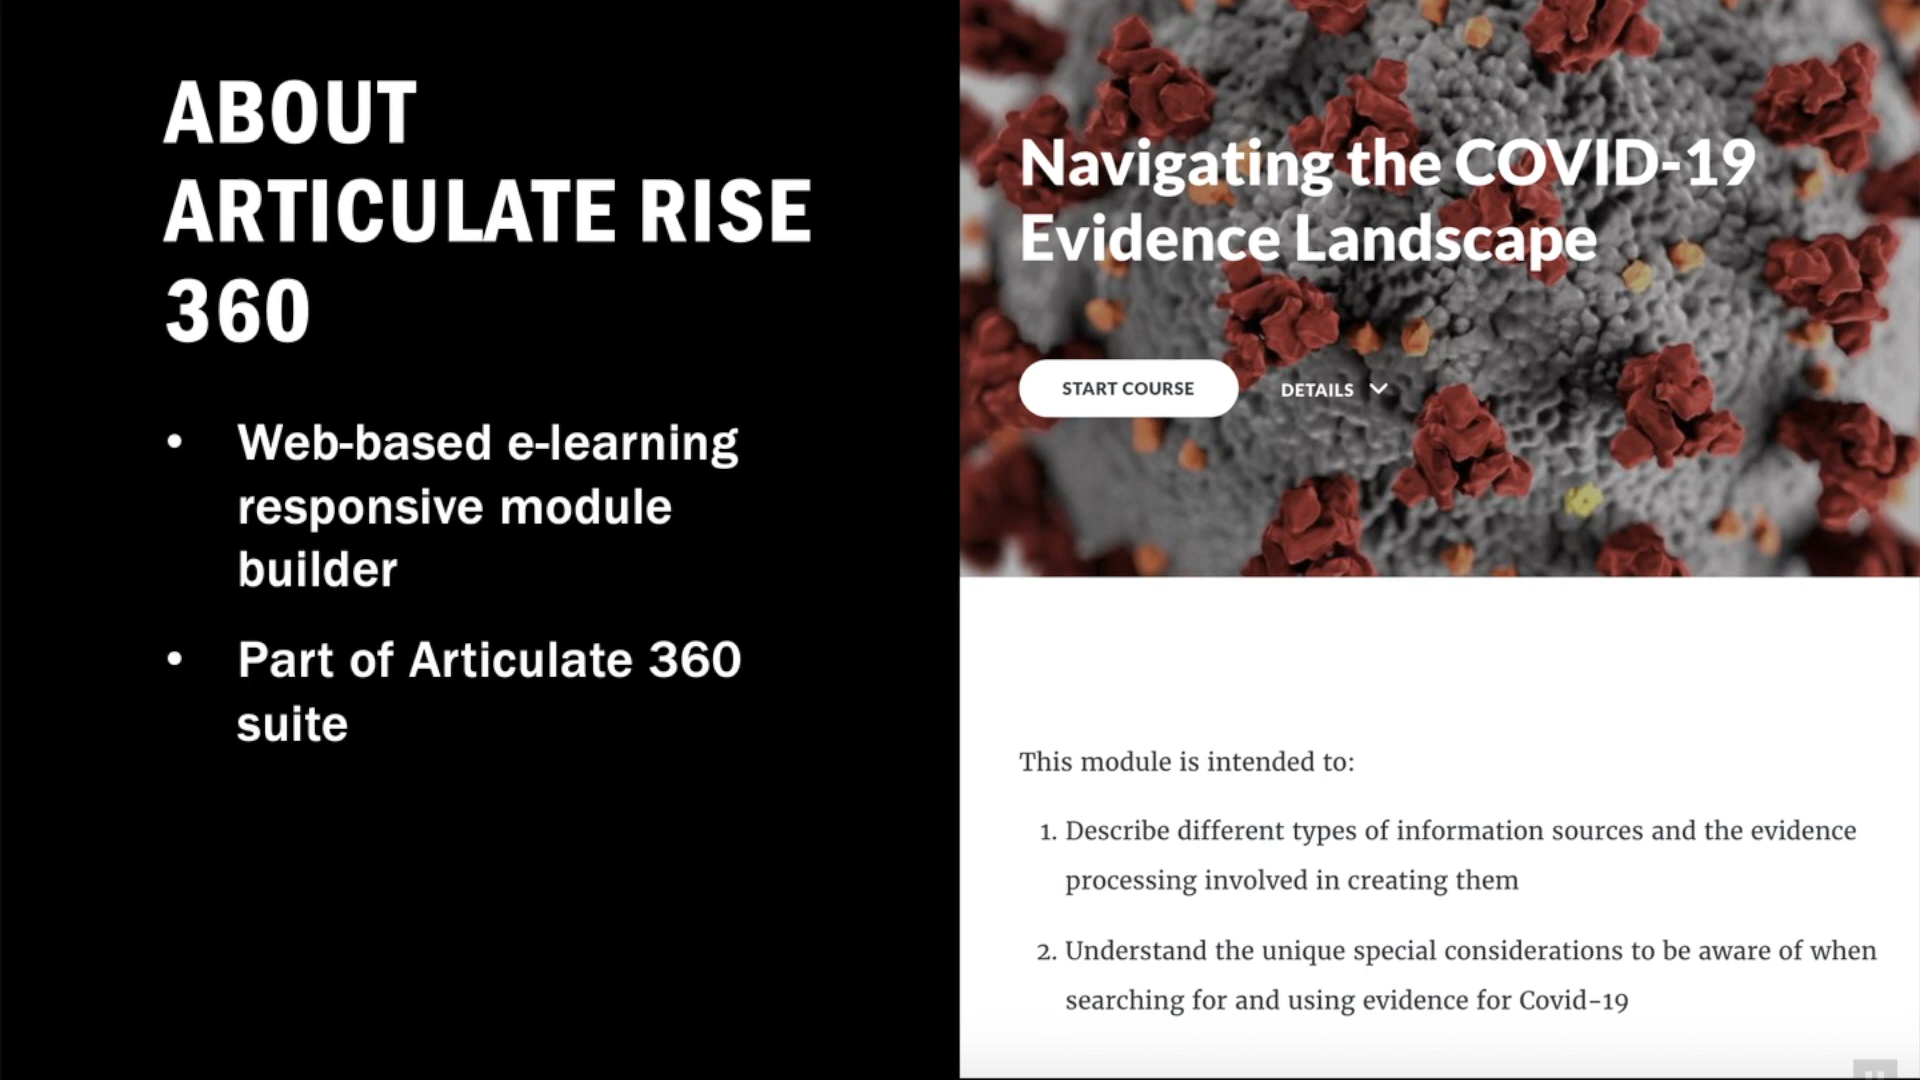 ABOUT
ARTICULATE RISE
360
• Web-based e-learning
responsive module
builder
• Part of Articulate 360
suite
Navigating the COVID-19
Evidence Landscape
START COURSE
DETAILS
This module is intended to:
1. Describe different types of information sources and the evidence
processing involved in creating them
2. Understand the unique special considerations to be aware of when
searching for and using evidence for Covid-19